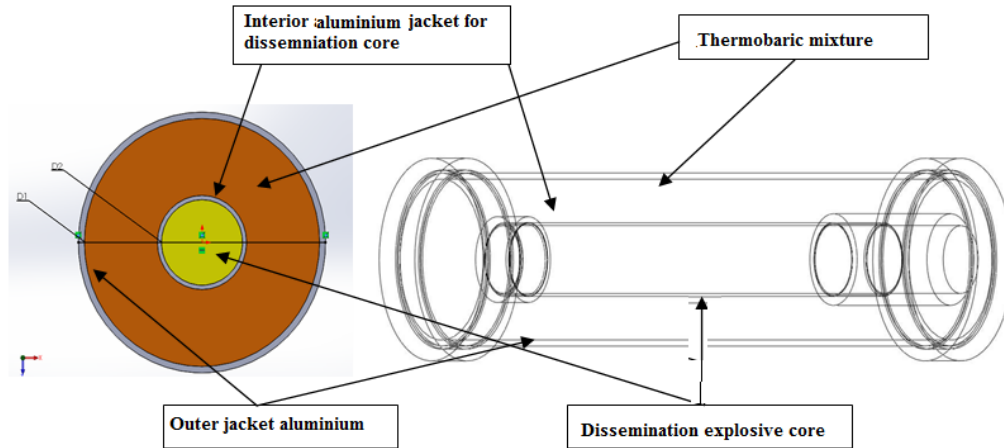 Interior aluminium jacket for
dissemniation core
Thermobaric mixture
D2
D1
Outer jacket aluminium
Dissemination explosive core